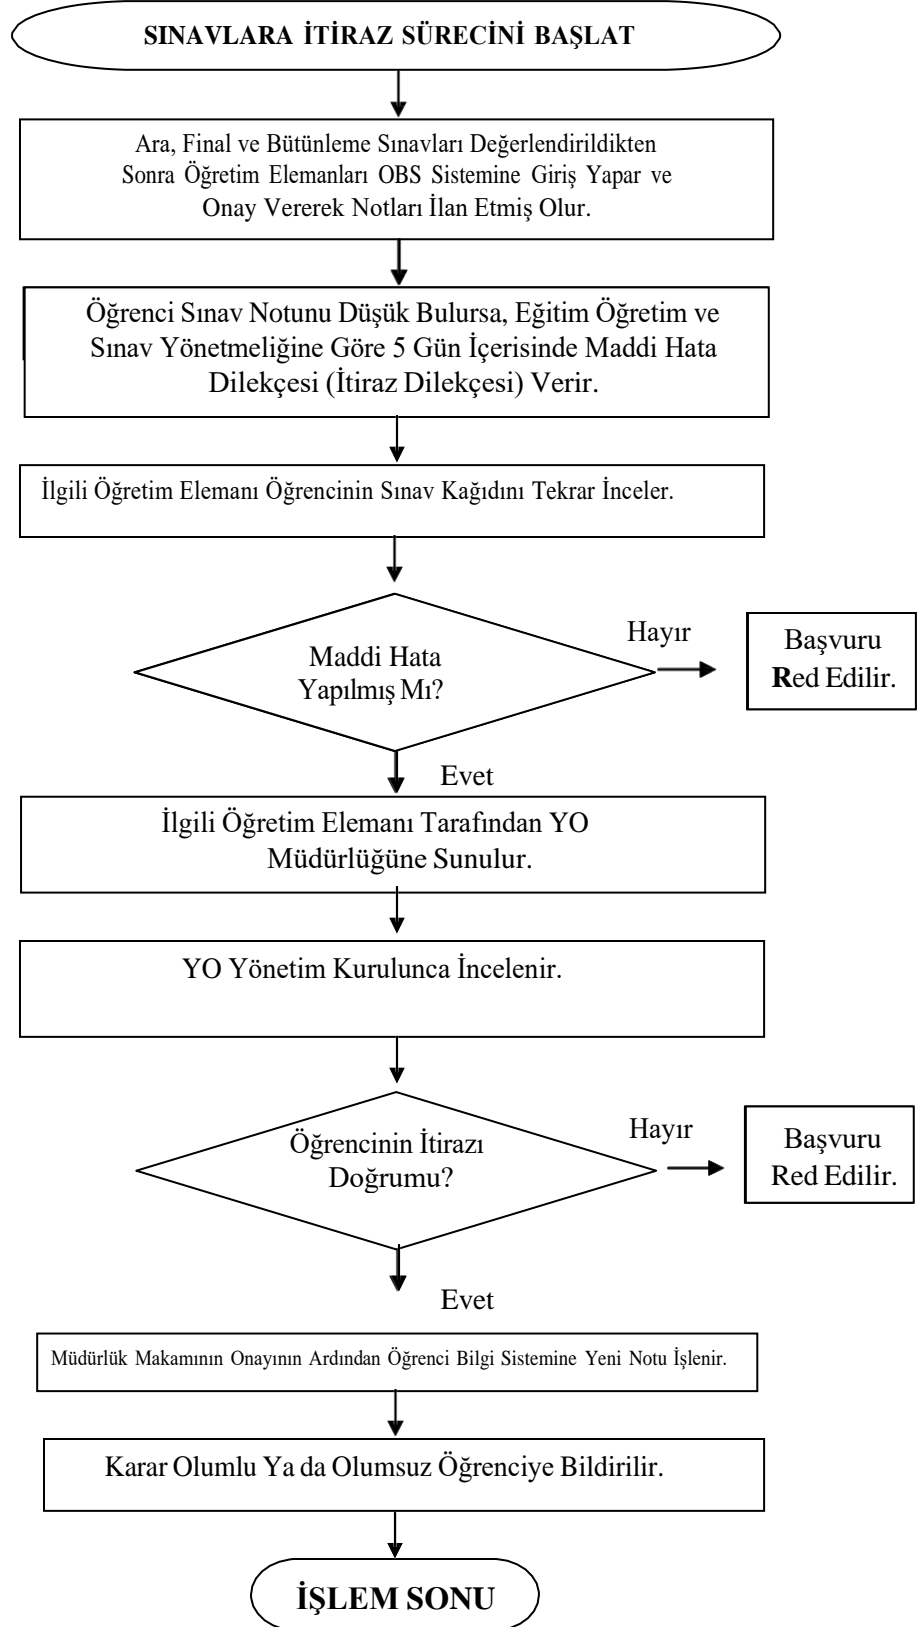 SINAVLARA İTİRAZ SÜRECİNİ BAŞLAT
Ara, Final ve Bütünleme Sınavları Değerlendirildikten
Sonra Öğretim Elemanları OBS Sistemine Giriş Yapar ve
Onay Vererek Notları İlan Etmiş Olur.
Öğrenci Sınav Notunu Düşük Bulursa, Eğitim Öğretim ve
Sınav Yönetmeliğine Göre 5 Gün İçerisinde Maddi Hata
Dilekçesi (İtiraz Dilekçesi) Verir.
İlgili Öğretim Elemanı Öğrencinin Sınav Kağıdını Tekrar İnceler.
Maddi Hata
Yapılmış Mı?
Hayır
Başvuru
Red Edilir.
Evet
İlgili Öğretim Elemanı Tarafından YO
Müdürlüğüne Sunulur.
YO Yönetim Kurulunca İncelenir.
Öğrencinin İtirazı
Doğrumu?
Hayır
Başvuru
Red Edilir.
Evet
Müdürlük Makamının Onayının Ardından Öğrenci Bilgi Sistemine Yeni Notu İşlenir.
Karar Olumlu Ya da Olumsuz Öğrenciye Bildirilir.
İŞLEM SONU